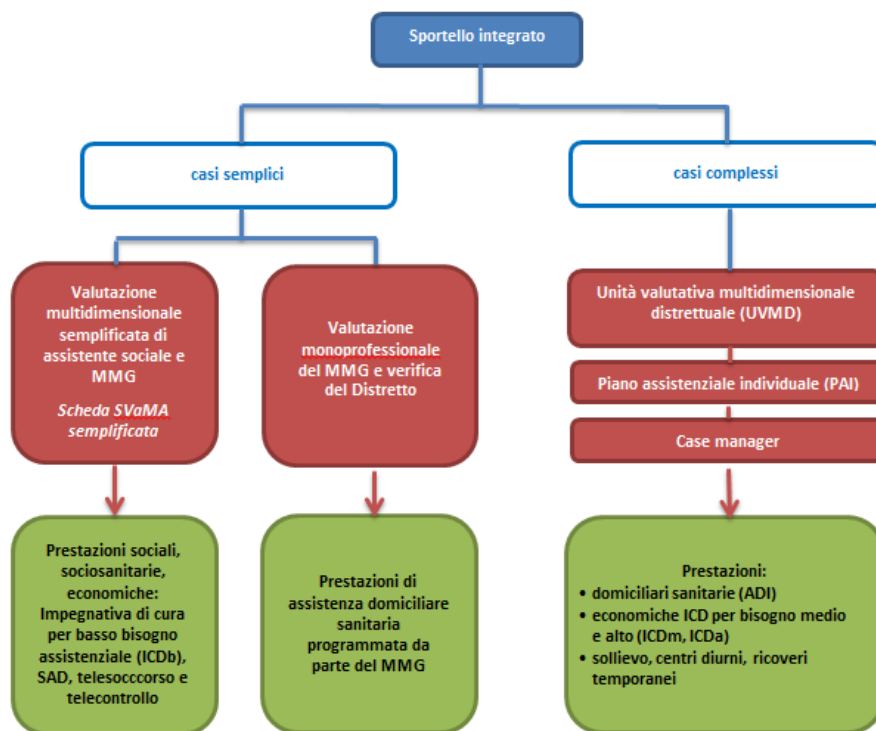 Sportello integrato
casi semplici
casi complessi
Valutazione
multidimensionale
semplificata di
assistente sociale e
MMG
Scheda SVaMA
semplificata
Valutazione
monoprofessionale
del MMG e verifica
del Distretto
Unità valutativa multidimensionale
distrettuale (UVMD)
Piano assistenziale individuale (PAI)
Case manager
Prestazioni sociali,
sociosanitarie,
economiche:
Impegnativa di cura
per basso bisogno
assistenziale (ICDb),
SAD, telesocccorso e
telecontrollo
Prestazioni di
assistenza domiciliare
sanitaria
programmata da
parte del MMG
Prestazioni:
• domiciliari sanitarie (ADI)
• economiche ICD per bisogno medio
e alto (ICDm, ICDa)
• sollievo, centri diurni, ricoveri
temporanei